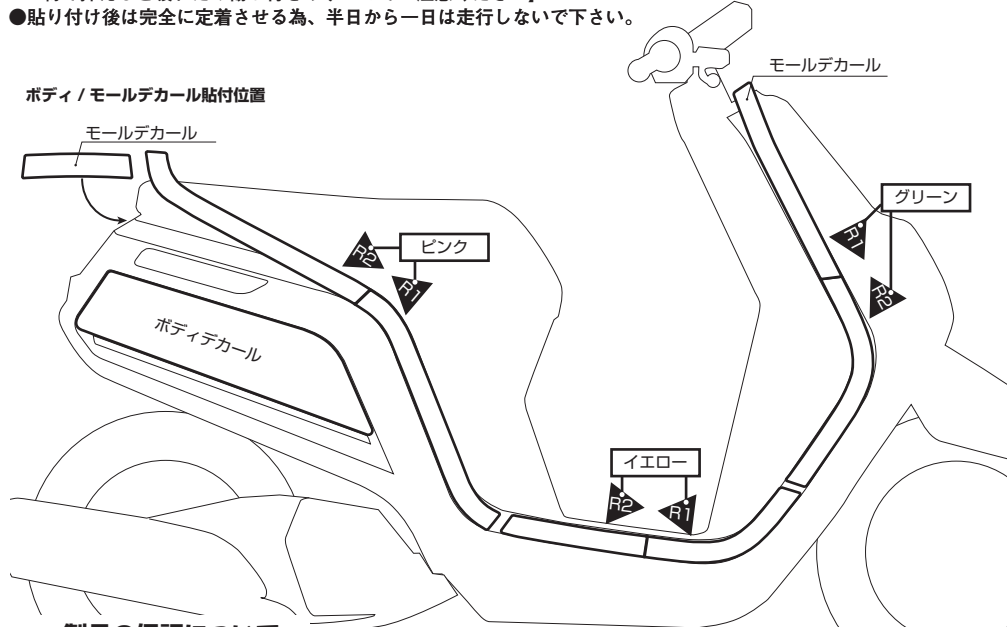 ●貼り付け後は完全に定着させる為、半日から一日は走行しないで下さい。
ボディ / モールデカール貼付位置
モールデカール
モールデカール
グリーン
R1
R2
ピンク
R2
R1
ボディデカール
イエロー
R2
R1